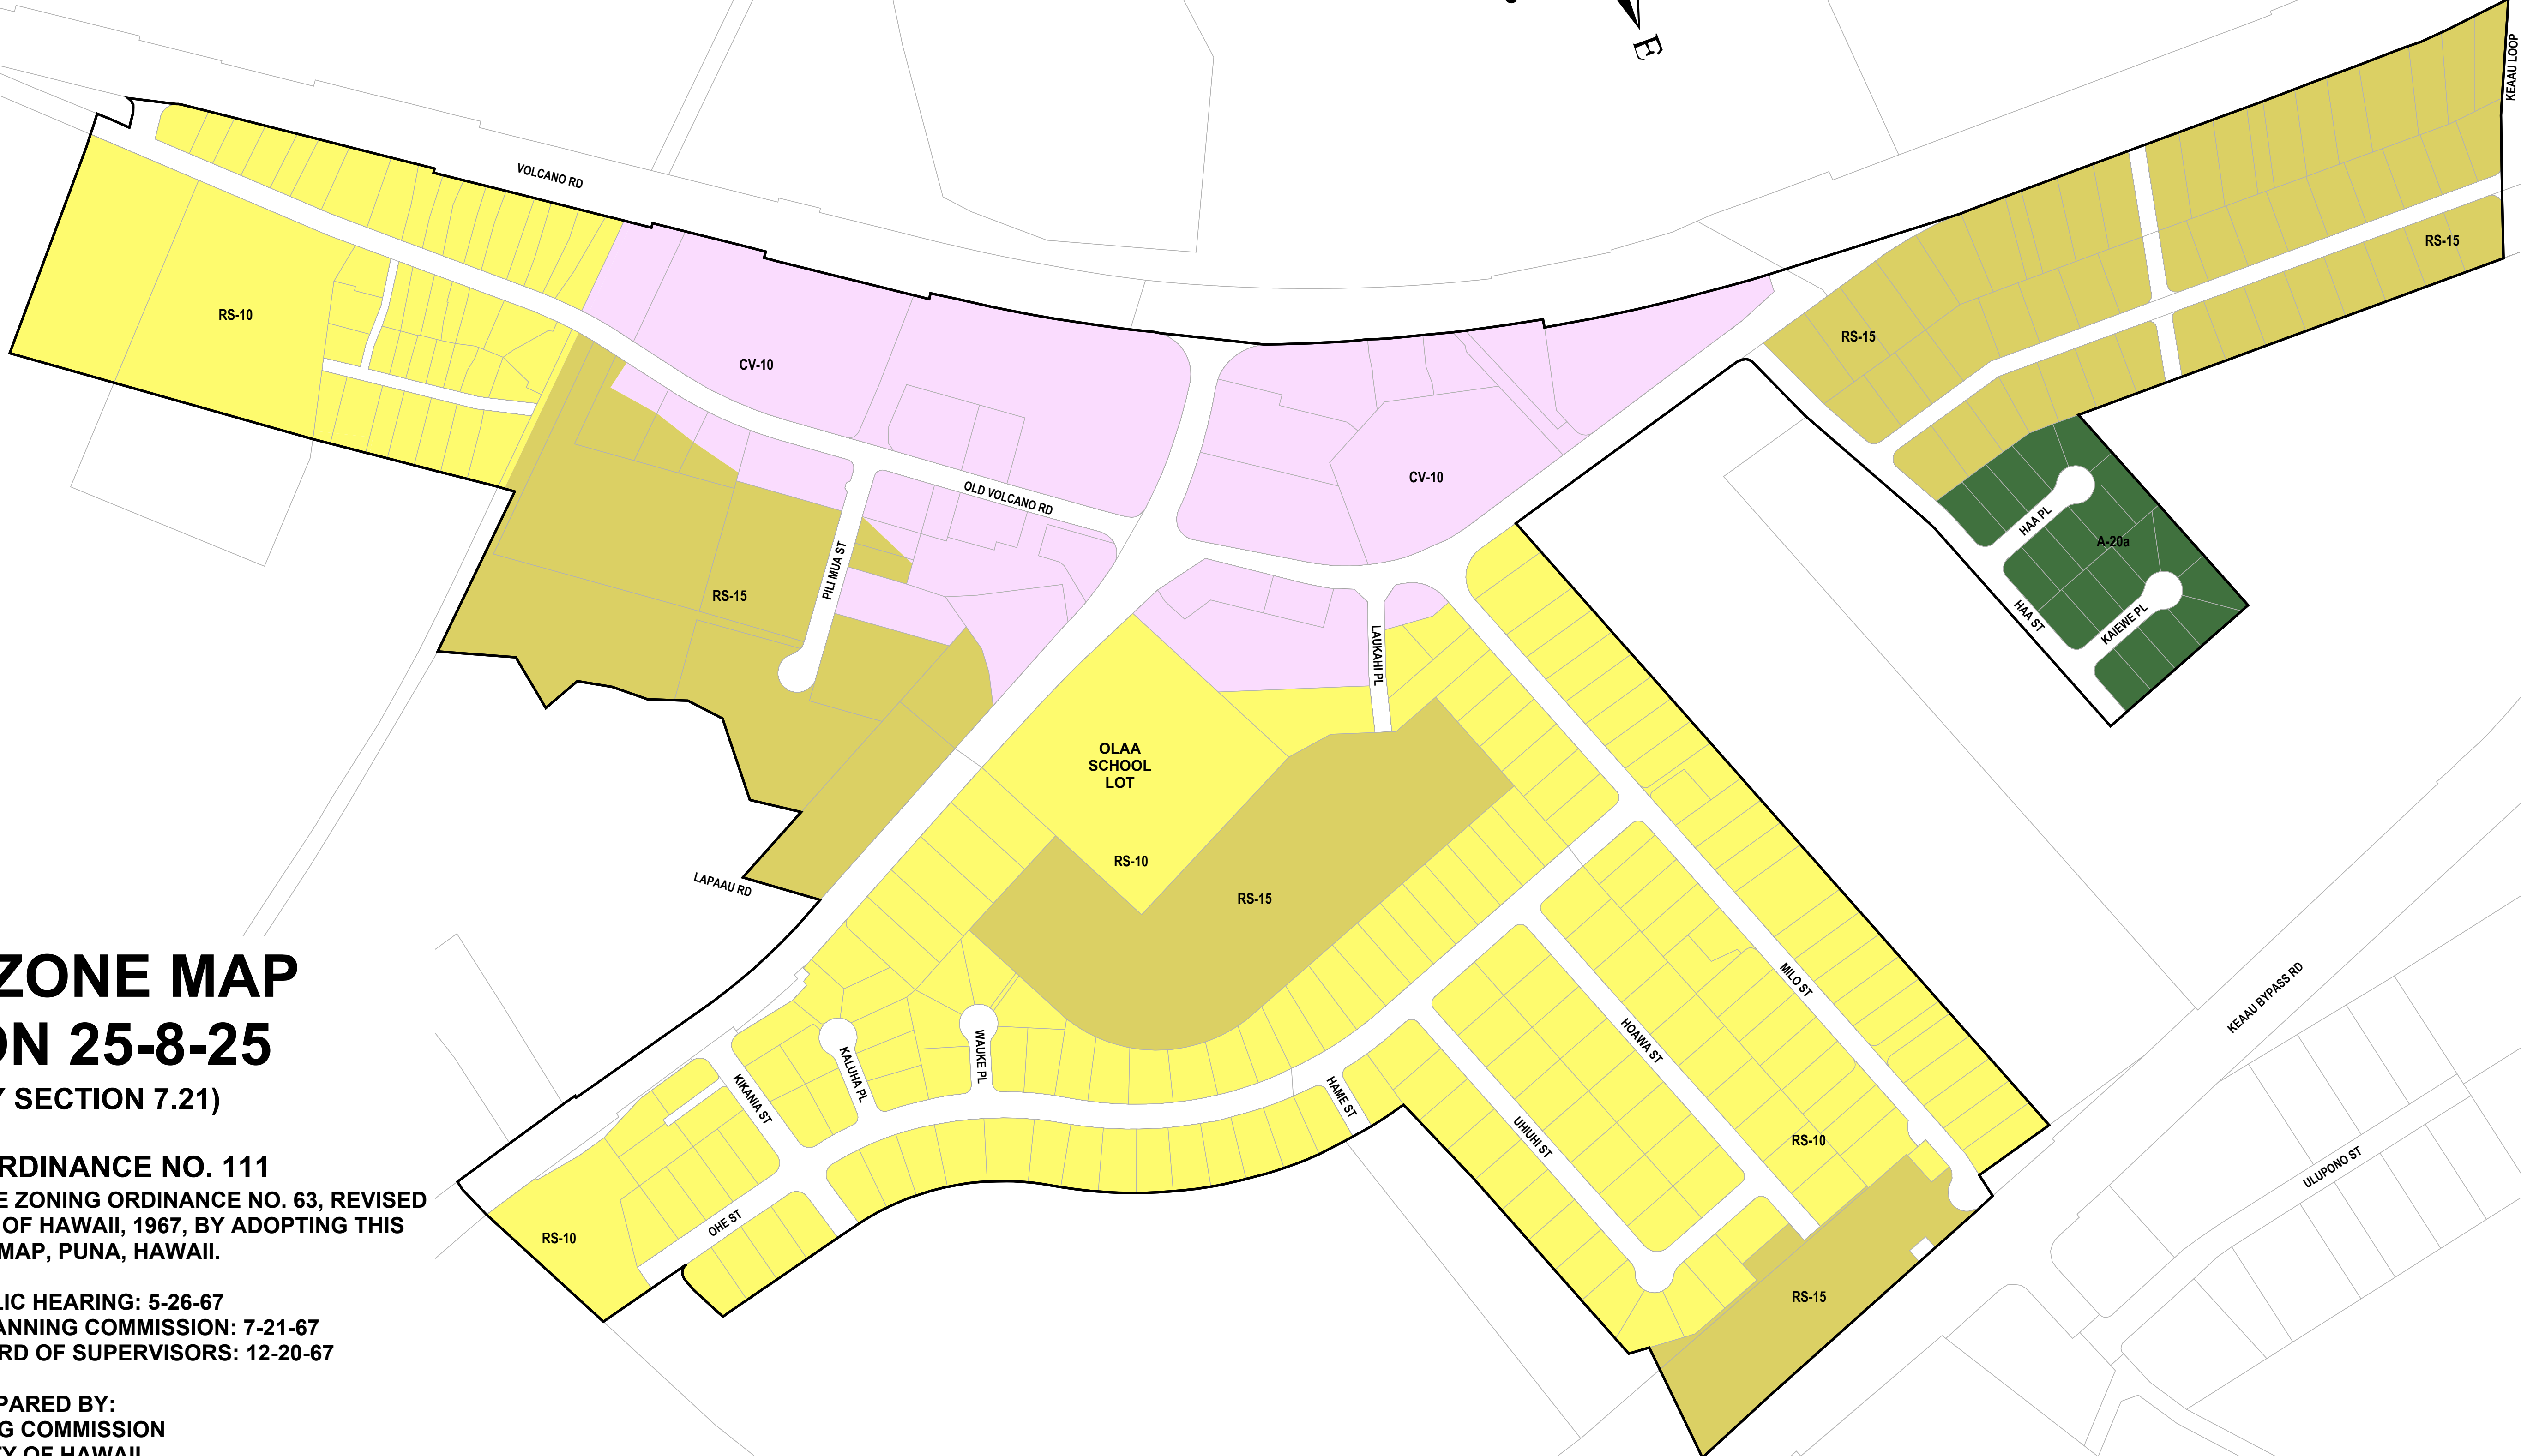 E
KEAAU LOOP
VOLCANO RD
RS-15
RS-10
RS-15
CV-10
CV-10
OLD VOLCANO RD
HAA PL
A-20a
PILI MUA ST
RS-15
HAA ST
KAIEWE PL
LAUKAHI PL
OLAA
SCHOOL
LOT
RS-10
LAPAAU RD
RS-15
ZONE MAP
ON 25-8-25
Y SECTION 7.21)
MILO ST
KEAAU BYPASS RD
HOAWA ST
WAUKE PL
KALUHA PL
KIKANIA ST
HAME ST
UHIUHI ST
RS-10
ULUPONO ST
RDINANCE NO. 111
E ZONING ORDINANCE NO. 63, REVISED
OF HAWAII, 1967, BY ADOPTING THIS
MAP, PUNA, HAWAII.
OHE ST
RS-10
RS-15
LIC HEARING: 5-26-67
ANNING COMMISSION: 7-21-67
RD OF SUPERVISORS: 12-20-67
PARED BY:
G COMMISSION
TY OF HAWAII